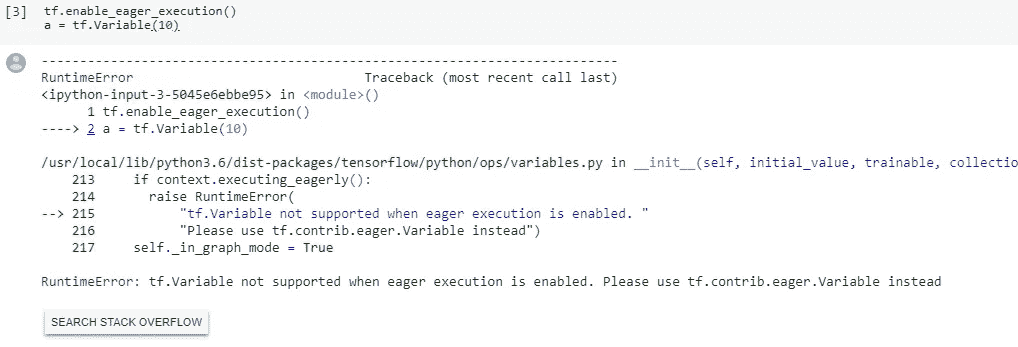 [3] tf.enable_eager_execution()
a = tf.Variable(10)
---------------------------------------------------------------------------
RuntimeError                              Traceback (most recent call last)
<ipython-input-3-5045e6ebbe95> in <module>()
      1 tf.enable_eager_execution()
----> 2 a = tf.Variable(10)
/usr/local/lib/python3.6/dist-packages/tensorflow/python/ops/variables.py in __init__(self, initial_value, trainable, collectio
    213     if context.executing_eagerly():
    214       raise RuntimeError(
--> 215           "tf.Variable not supported when eager execution is enabled. "
    216           "Please use tf.contrib.eager.Variable instead")
    217     self._in_graph_mode = True
RuntimeError: tf.Variable not supported when eager execution is enabled. Please use tf.contrib.eager.Variable instead
SEARCH STACK OVERFLOW